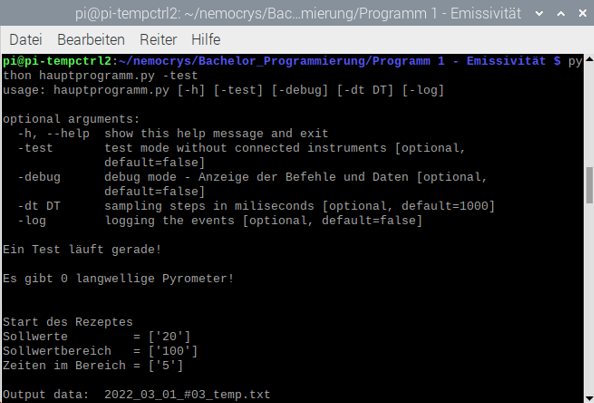 pi@pi-tempctrl2: ~/nemocrys/Bac...mierung/Programm 1 - Emissivität
Datei Bearbeiten Reiter Hilfe
pi@pi-tempctrl2:~/nemocrys/Bachelor_Programmierung/Programm 1 - Emissivität $ py
thon hauptprogramm.py -test
usage: hauptprogramm.py [-h] [-test] [-debug] [-dt DT] [-log]
optional arguments:
-h, --help show this help message and exit
-test test mode without connected instruments [optional,
default=false]
-debug debug mode - Anzeige der Befehle und Daten [optional,
default=false]
-dt DT sampling steps in miliseconds [optional, default=1000]
-log logging the events [optional, default=false]
Ein Test läuft gerade!
Es gibt 0 langwellige Pyrometer!
Start des Rezeptes
Sollwerte = ['20']
Sollwertbereich = ['100']
Zeiten im Bereich = ['5']
Output data: 2022_03_01_#03_temp.txt